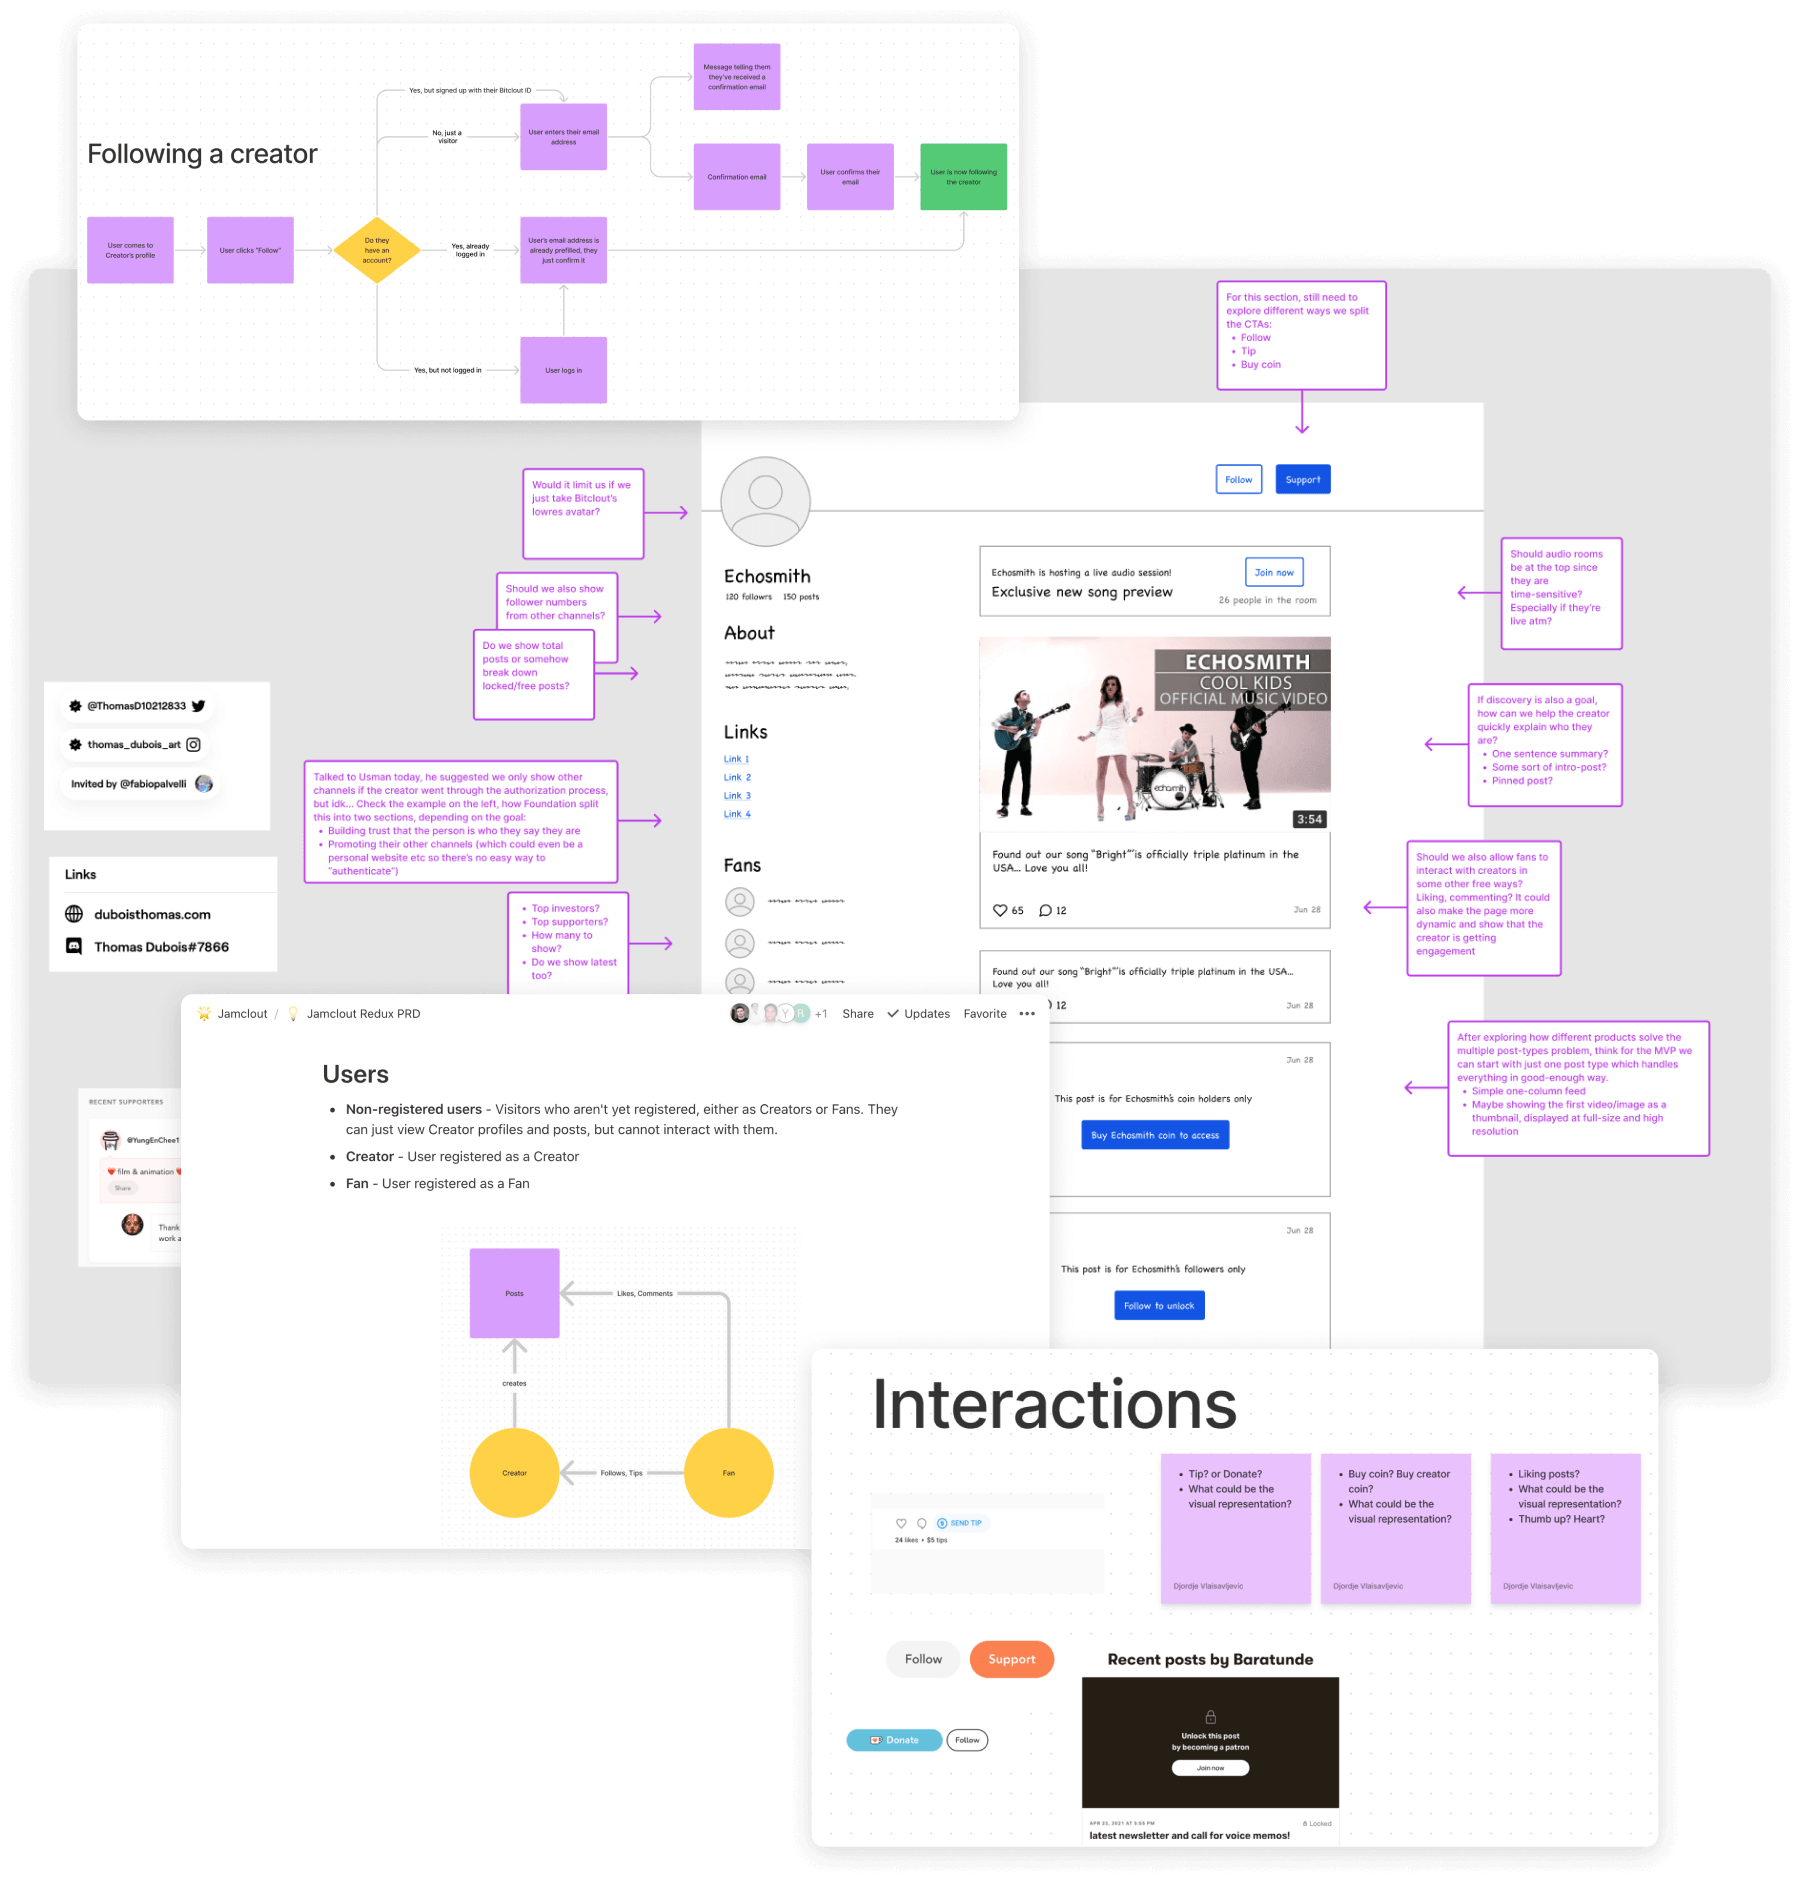 Following a creator
User comes to
Creator's profile
User clicks "Follow"
Do they
have an
account?
Yes, but signed up with their Bitclout ID
No, just a
visitor
Yes, already
logged in
Yes, but not logged in
User enters their email
address
User's email address is
already prefilled, they
just confirm it
User logs in
Message telling them
they've received a
confirmation email
Confirmation email
User confirms their
email
User is now following
the creator
For this section, still need to
explore different ways we split
the CTAs:
• Follow
• Tip
• Buy coin
Would it limit us if we
just take Bitclout's
lowres avatar?
Should we also show
follower numbers
from other channels?
Do we show total
posts or somehow
break down
locked/free posts?
@ThomasD10212833
thomas_dubois_art
Invited by @fabiopalvelli
Links
duboisthomas.com
Thomas Dubois#7866
Talked to Usman today, he suggested we only show other
channels if the creator went through the authorization process,
but idk... Check the example on the left, how Foundation split
this into two sections, depending on the goal:
• Building trust that the person is who they say they are
• Promoting their other channels (which could even be a
personal website etc so there's no easy way to
"authenticate")
• Top investors?
• Top supporters?
• How many to
show?
• Do we show latest
too?
RECENT SUPPORTERS
@YungEnChee1
film & animation
Share
Thank
work a
Follow
Support
Echosmith
120 followrs 150 posts
About
Links
Link 1
Link 2
Link 3
Link 4
Fans
Echosmith is hosting a live audio session!
Exclusive new song preview
Join now
26 people in the room
ECHOSMITH
COOL KIDS
OFFICIAL MUSIC VIDEO
echosmith
3:54
Found out our song "Bright"'is officially triple platinum in the
USA... Love you all!
65 12
Jun 28
Found out our song "Bright"'is officially triple platinum in the USA...
Love you all!
12
Jun 28
Jun 28
This post is for Echosmith's coin holders only
Buy Echosmith coin to access
Jun 28
This post is for Echosmith's followers only
Follow to unlock
Should audio rooms
be at the top since
they are
time-sensitive?
Especially if they're
live atm?
If discovery is also a goal,
how can we help the creator
quickly explain who they
are?
• One sentence summary?
• Some sort of intro-post?
• Pinned post?
Should we also allow fans to
interact with creators in
some other free ways?
Liking, commenting? It could
also make the page more
dynamic and show that the
creator is getting
engagement
After exploring how different products solve the
multiple post-types problem, think for the MVP we
can start with just one post type which handles
everything in good-enough way.
• Simple one-column feed
• Maybe showing the first video/image as a
thumbnail, displayed at full-size and high
resolution
Jamclout / Jamclout Redux PRD
Y R +1 Share Updates Favorite
Users
• Non-registered users - Visitors who aren't yet registered, either as Creators or Fans. They
can just view Creator profiles and posts, but cannot interact with them.
• Creator - User registered as a Creator
• Fan - User registered as a Fan
Posts
Likes, Comments
creates
Creator
Follows, Tips
Fan
Interactions
SEND TIP
24 likes • $5 tips
• Tip? or Donate?
• What could be the
visual representation?
Djordje Vlaisavljevic
• Buy coin? Buy creator
coin?
• What could be the
visual representation?
Djordje Vlaisavljevic
• Liking posts?
• What could be the
visual representation?
• Thumb up? Heart?
Djordje Vlaisavljevic
Follow
Support
Donate
Follow
Recent posts by Baratunde
Unlock this post
by becoming a patron
Join now
APR 23, 2021 AT 5:55 PM
Locked
latest newsletter and call for voice memos!